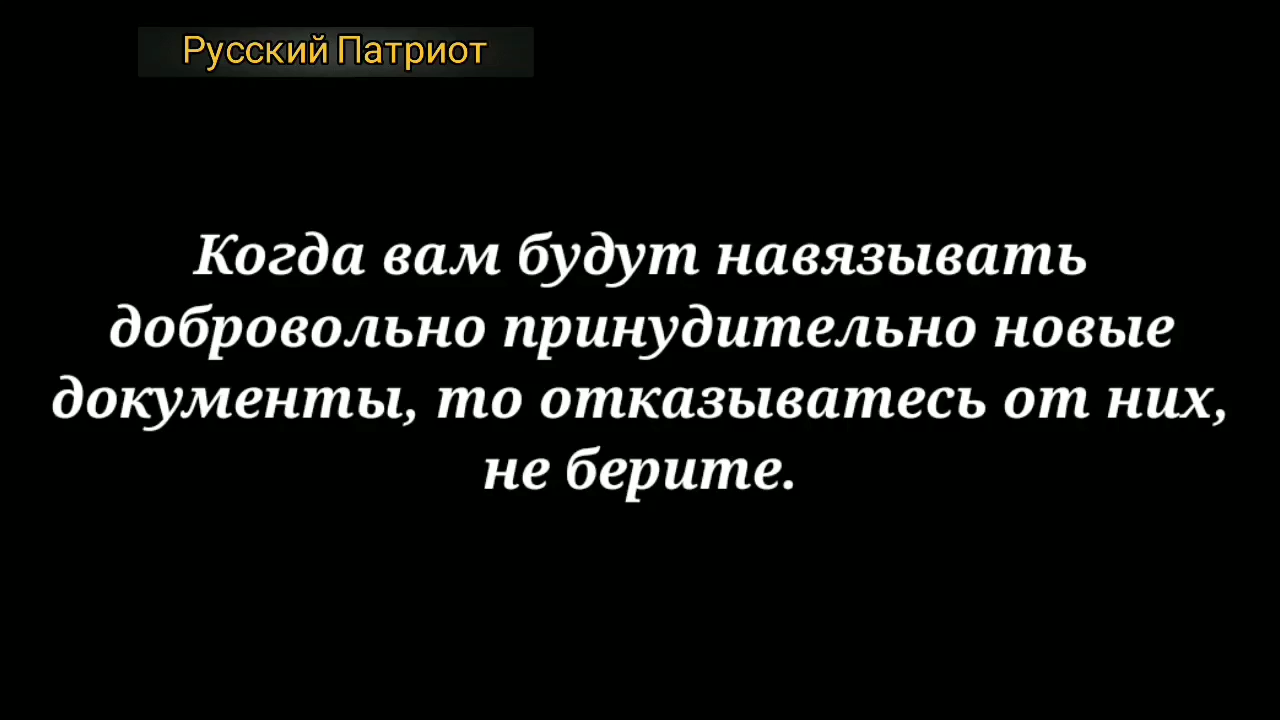 Русский Патриот
Когда вам будут навязывать
добровольно принудительно новые
документы, то отказыватесь от них,
не берите.